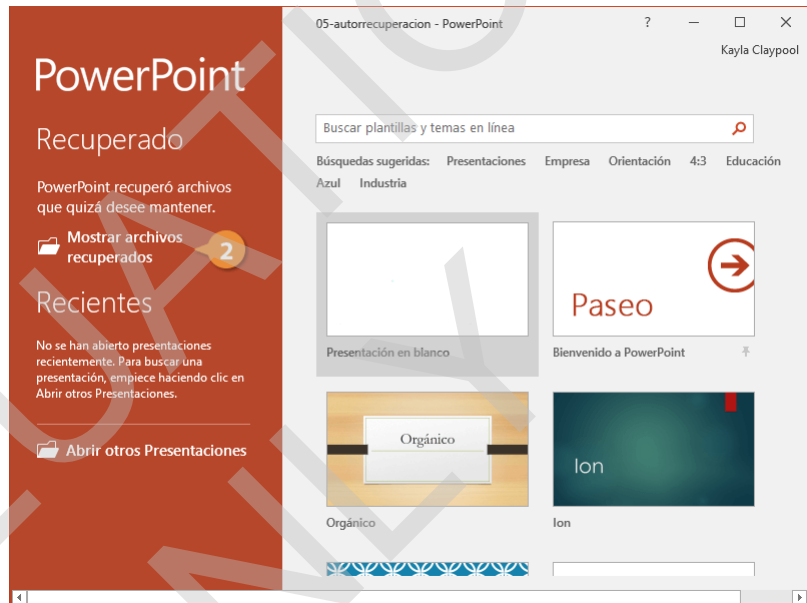 05-autorrecuperacion - PowerPoint
?
Kayla Claypool
PowerPoint
Recuperado
PowerPoint recuperó archivos
que quizá desee mantener.
Mostrar archivos
recuperados
2
Recientes
No se han abierto presentaciones
recientemente. Para buscar una
presentación, empiece haciendo clic en
Abrir otros Presentaciones.
Abrir otros Presentaciones
Buscar plantillas y temas en línea
Búsquedas sugeridas: Presentaciones Empresa Orientación 4:3 Educación
Azul Industria
Presentación en blanco
Paseo
Bienvenido a PowerPoint
Orgánico
Orgánico
Ion
Ion